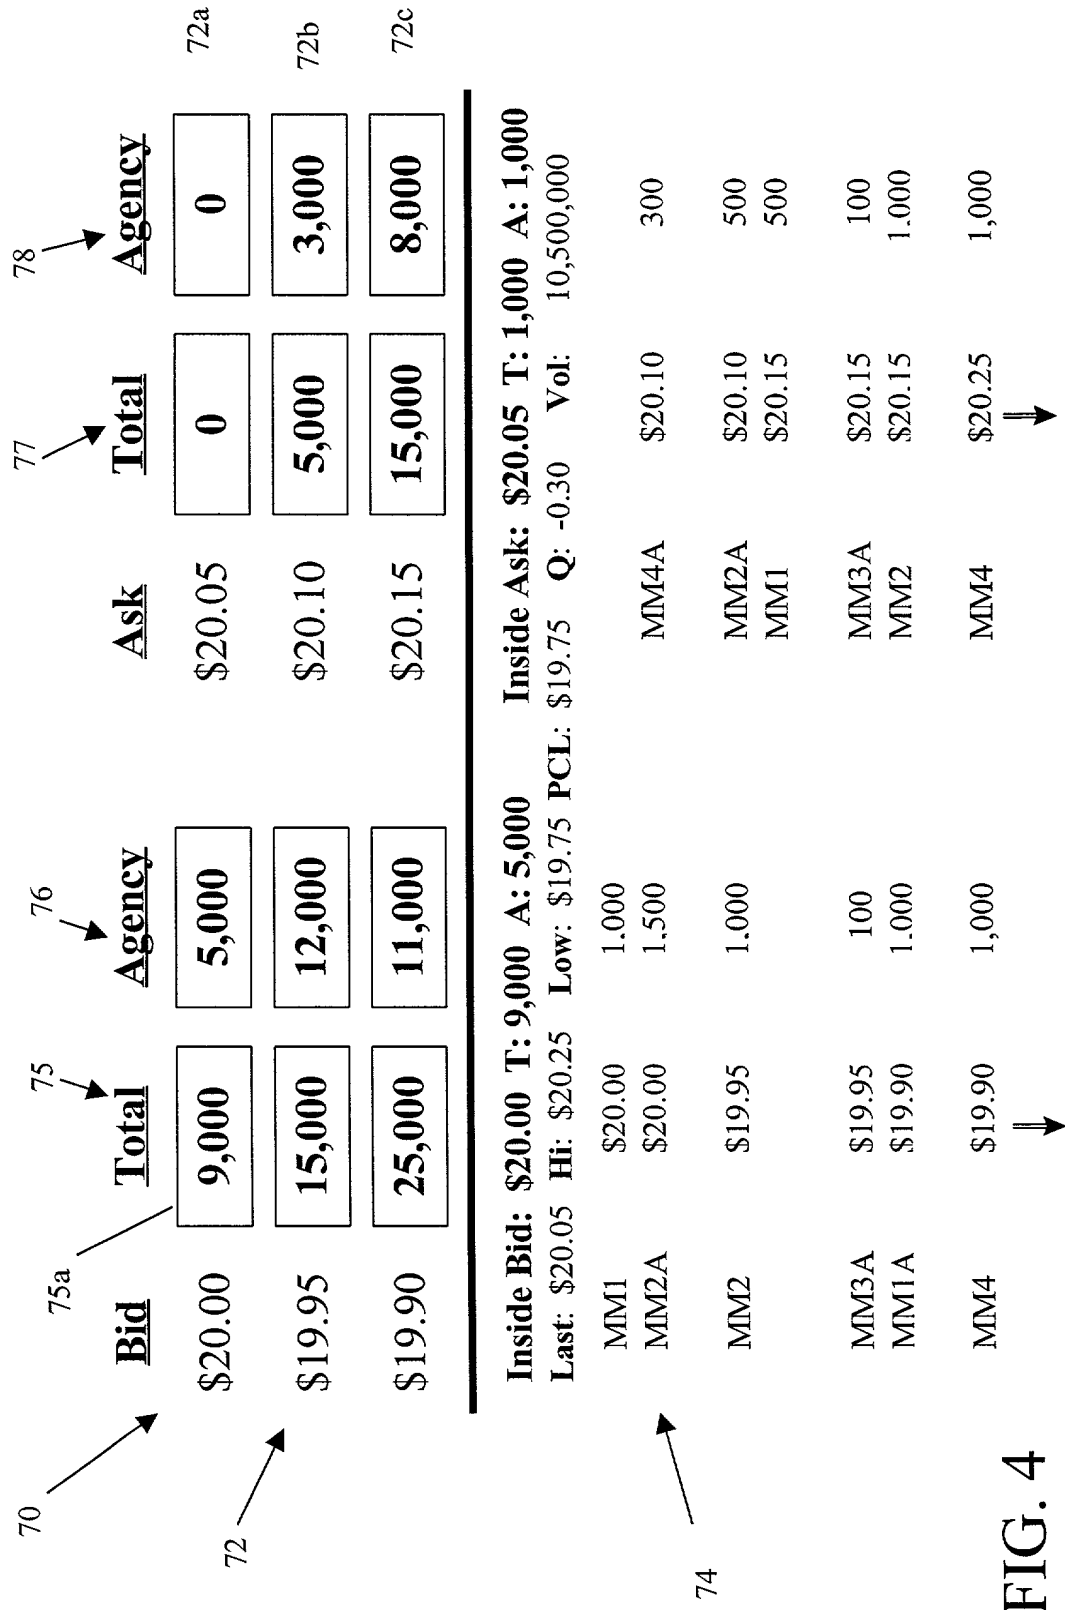 70 75a 75 76 77 78
Bid Total Agency Ask Total Agency
$20.00 9,000 5,000 $20.05 0 0 72a
72 $19.95 15,000 12,000 $20.10 5,000 3,000 72b
$19.90 25,000 11,000 $20.15 15,000 8,000 72c
Inside Bid: $20.00 T: 9,000 A: 5,000 Inside Ask: $20.05 T: 1,000 A: 1,000
Last: $20.05 Hi: $20.25 Low: $19.75 PCL: $19.75 Q: -0.30 Vol: 10,500,000
MM1 $20.00 1.000
74 MM2A $20.00 1,500 MM4A $20.10 300
MM2 $19.95 1.000 MM2A $20.10 500
MM1 $20.15 500
MM3A $19.95 100 MM3A $20.15 100
MM1A $19.90 1.000 MM2 $20.15 1.000
MM4 $19.90 1,000 MM4 $20.25 1,000
FIG. 4